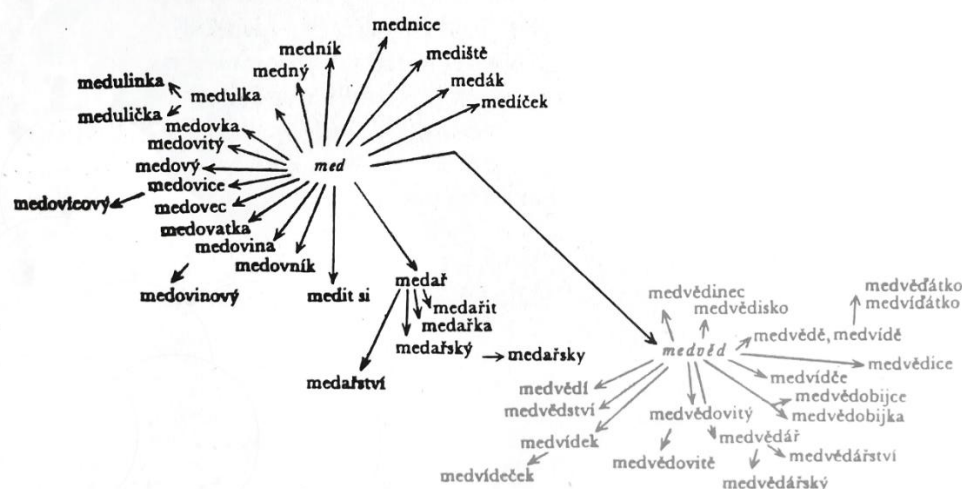 mednice
medník
mediště
medný
medák
medulinka
medulka
medíček
medulička
medovka
medovitý
medový
med
medovice
medovicový
medovec
medovatka
medovina
medovník
medovinový
medit si
medař
medařit
medařka
medařský
medařsky
medařství
medvěďátko
medvíďátko
medvědinec
medvědisko
medvědě, medvídě
medvěd
medvědice
medvídče
medvědí
medvědobijce
medvědství
medvědovitý
medvědobijka
medvídek
medvědář
medvědářství
medvídeček
medvědovitě
medvědářský